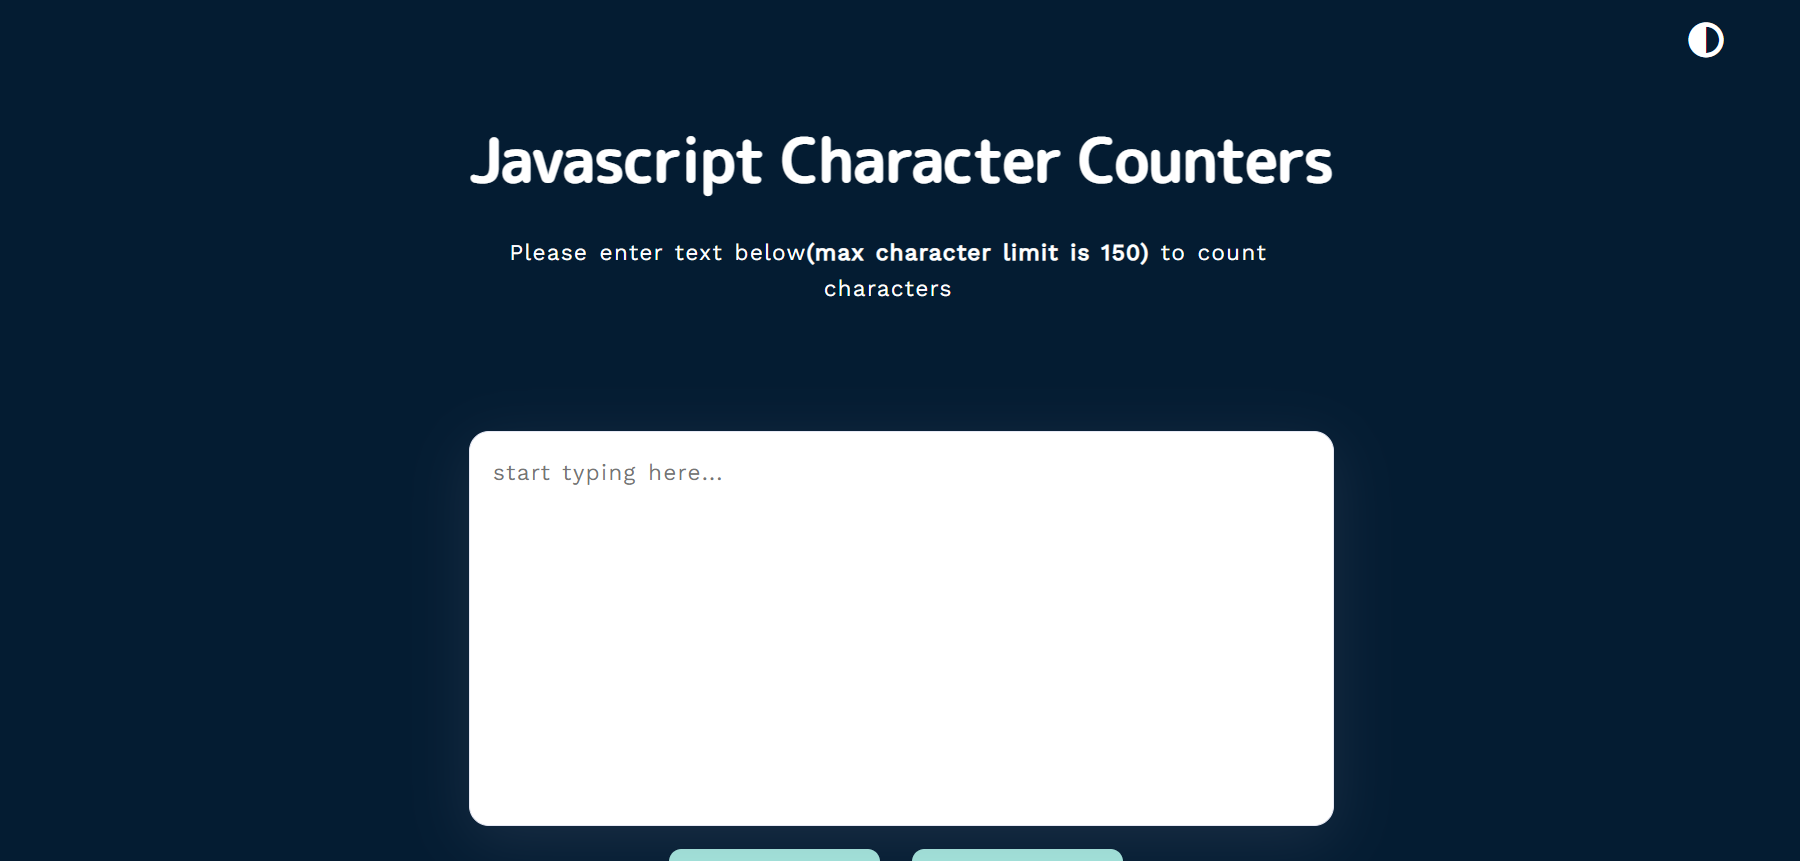 Javascript Character Counters
Please enter text below(max character limit is 150) to count
characters
start typing here...